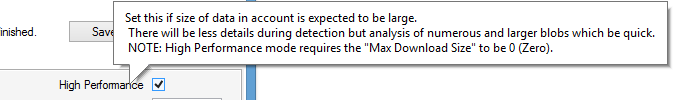 Set this if size of data in account is expected to be large.
There will be less details during detection but analysis of numerous and larger blobs which be quick.
NOTE: High Performance mode requires the "Max Download Size" to be 0 (Zero).
inished.
Save
High Performance